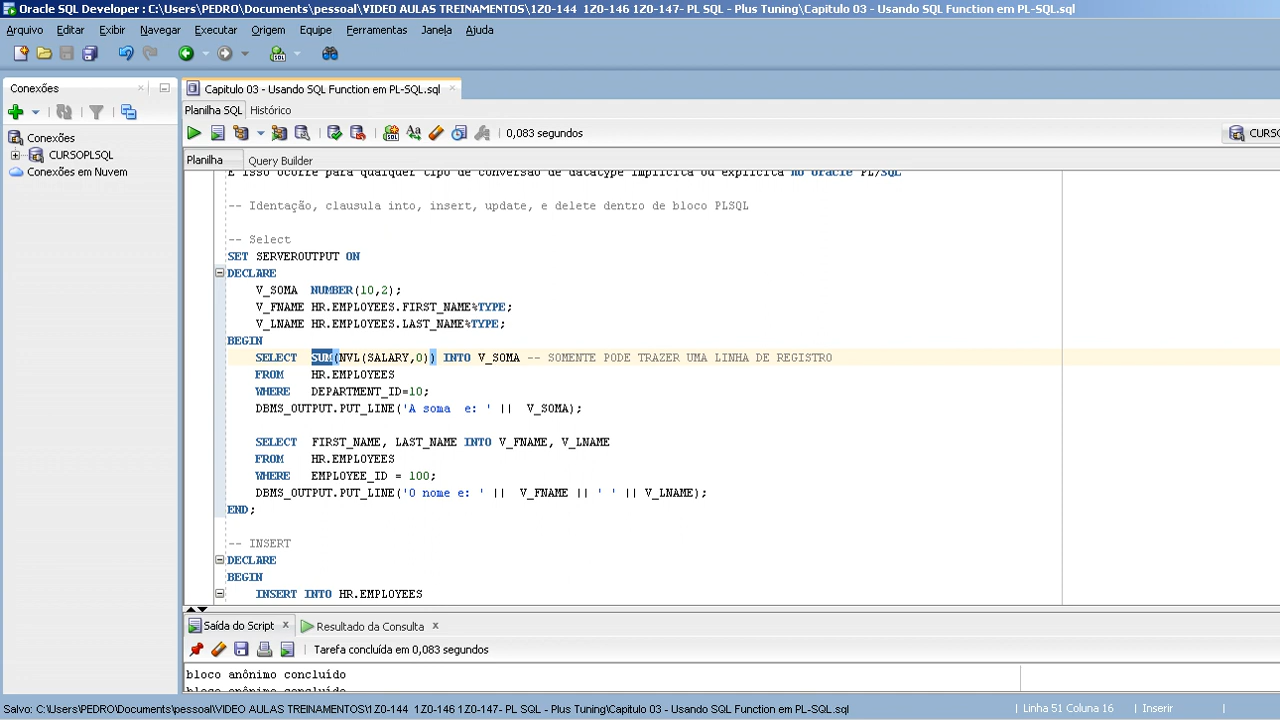 Oracle SQL Developer : C:\Users\PEDRO\Documents\pessoal\VIDEO AULAS TREINAMENTOS\1Z0-144 1Z0-146 1Z0-147- PL SQL - Plus Tuning\Capitulo 03 - Usando SQL Function em PL-SQL.sql
Arquivo Editar Exibir Navegar Executar Origem Equipe Ferramentas Janela Ajuda
Conexões
Capitulo 03 - Usando SQL Function em PL-SQL.sql
Planilha SQL Histórico
0,083 segundos
Conexões
CURSOPLSQL
Conexões em Nuvem
Planilha Query Builder
E isso ocorre para qualquer tipo de conversão de datatype implicita ou explicita no Oracle PL/SQL
-- Identação, clausula into, insert, update, e delete dentro de bloco PLSQL
-- Select
SET SERVEROUTPUT ON
DECLARE
V_SOMA NUMBER(10,2);
V_FNAME HR.EMPLOYEES.FIRST_NAME%TYPE;
V_LNAME HR.EMPLOYEES.LAST_NAME%TYPE;
BEGIN
SELECT SUM(NVL(SALARY,0)) INTO V_SOMA -- SOMENTE PODE TRAZER UMA LINHA DE REGISTRO
FROM HR.EMPLOYEES
WHERE DEPARTMENT_ID=10;
DBMS_OUTPUT.PUT_LINE('A soma e: ' || V_SOMA);
SELECT FIRST_NAME, LAST_NAME INTO V_FNAME, V_LNAME
FROM HR.EMPLOYEES
WHERE EMPLOYEE_ID = 100;
DBMS_OUTPUT.PUT_LINE('O nome e: ' || V_FNAME || ' ' || V_LNAME);
END;
-- INSERT
DECLARE
BEGIN
INSERT INTO HR.EMPLOYEES
Saída do Script Resultado da Consulta
Tarefa concluída em 0,083 segundos
bloco anônimo concluído
bloco anônimo concluído
Salvo: C:\Users\PEDRO\Documents\pessoal\VIDEO AULAS TREINAMENTOS\1Z0-144 1Z0-146 1Z0-147- PL SQL - Plus Tuning\Capitulo 03 - Usando SQL Function em PL-SQL.sql
Linha 51 Coluna 16 Inserir